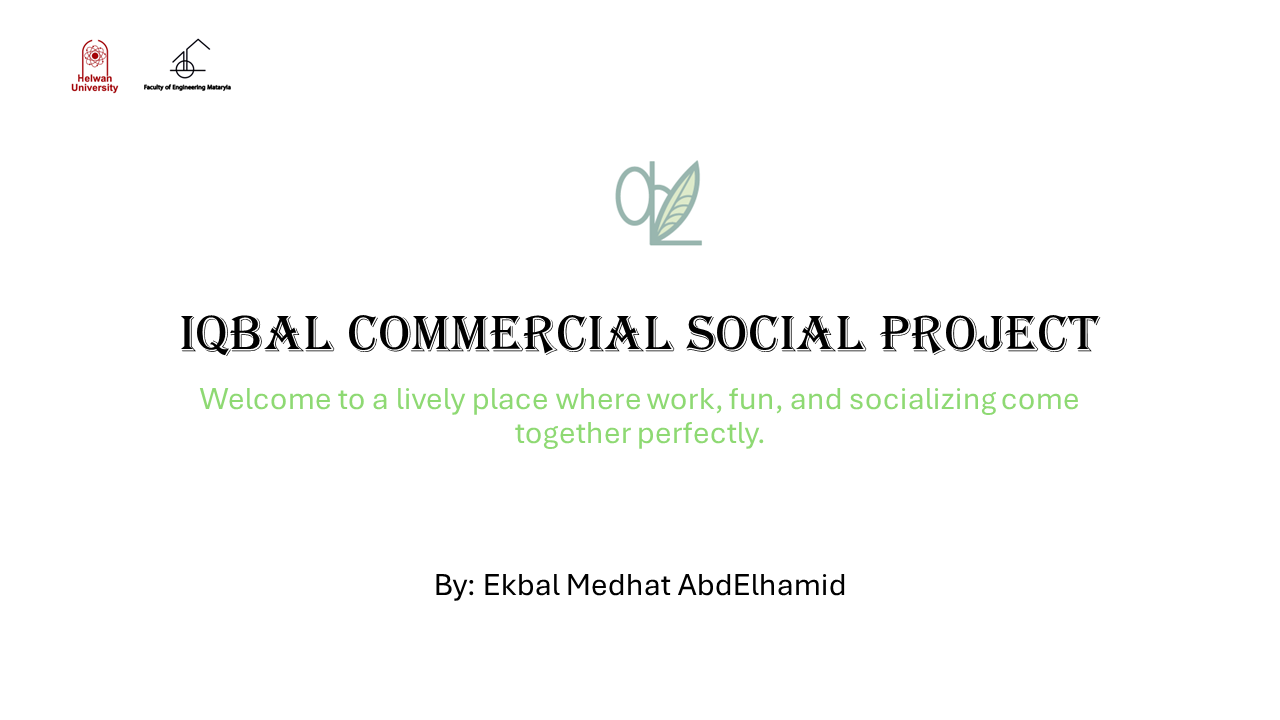 Helwan
University
Faculty of Engineering Mataryia
IQBAL COMMERCIAL SOCIAL PROJECT
Welcome to a lively place where work, fun, and socializing come
together perfectly.
By: Ekbal Medhat AbdElhamid